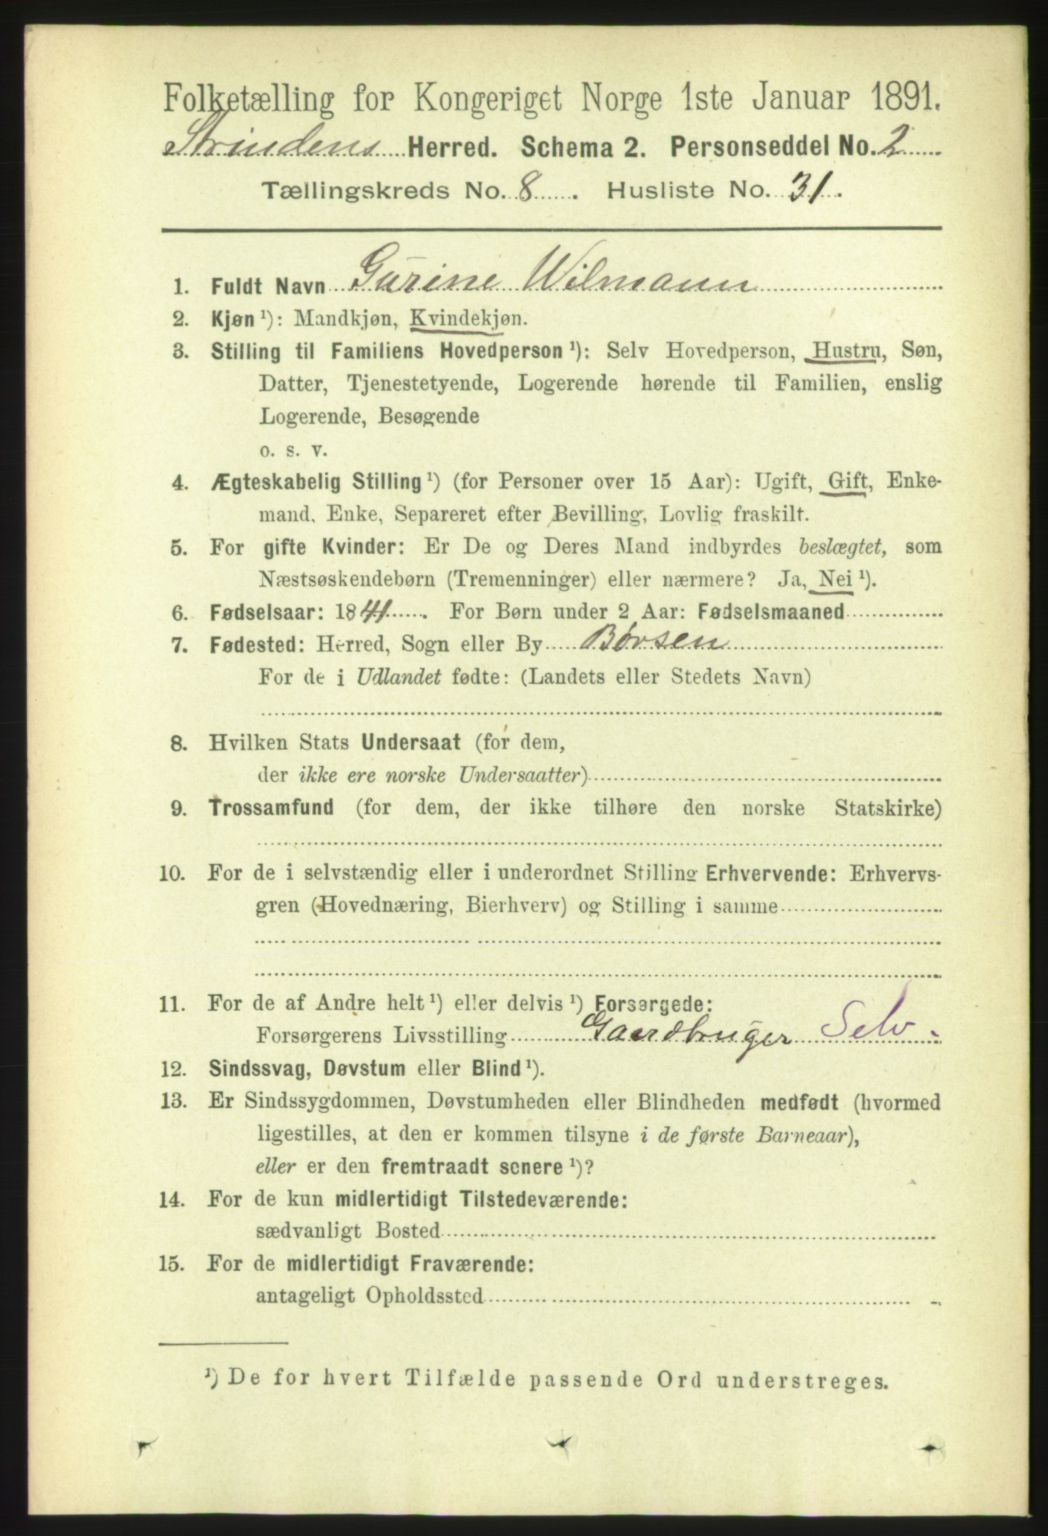 Folketælling for Kongeriget Norge 1ste Januar 1891.
Strindens Herred. Schema 2. Personseddel No. 2
Tællingskreds No. 8. Husliste No. 31.
1. Fuldt Navn Gurine Wilmann
2. Kjøn ¹): Mandkjøn, Kvindekjøn.
3. Stilling til Familiens Hovedperson ¹): Selv Hovedperson, Hustru, Søn,
Datter, Tjenestetyende, Logerende hørende til Familien, enslig
Logerende, Besøgende
o. s. v.
4. Ægteskabelig Stilling ¹) (for Personer over 15 Aar): Ugift, Gift, Enke-
mand, Enke, Separeret efter Bevilling, Lovlig fraskilt.
5. For gifte Kvinder: Er De og Deres Mand indbyrdes beslægtet, som
Næstsøskendebørn (Tremenninger) eller nærmere? Ja, Nei ¹).
6. Fødselsaar: 1841. For Børn under 2 Aar: Fødselsmaaned
7. Fødested: Herred, Sogn eller By Børsen
For de i Udlandet fødte: (Landets eller Stedets Navn)
8. Hvilken Stats Undersaat (for dem,
der ikke ere norske Undersaatter)
9. Trossamfund (for dem, der ikke tilhøre den norske Statskirke)
10. For de i selvstændig eller i underordnet Stilling Erhvervende: Erhvervs-
gren (Hovednæring, Bierhverv) og Stilling i samme
11. For de af Andre helt ¹) eller delvis ¹) Forsørgede:
Forsørgerens Livsstilling Gaardbruger Selv.
12. Sindssvag, Døvstum eller Blind ¹).
13. Er Sindssygdommen, Døvstumheden eller Blindheden medfødt (hvormed
ligestilles, at den er kommen tilsyne i de første Barneaar),
eller er den fremtraadt senere ¹)?
14. For de kun midlertidigt Tilstedeværende:
sædvanligt Bosted
15. For de midlertidigt Fraværende:
antageligt Opholdssted
¹) De for hvert Tilfælde passende Ord understreges.